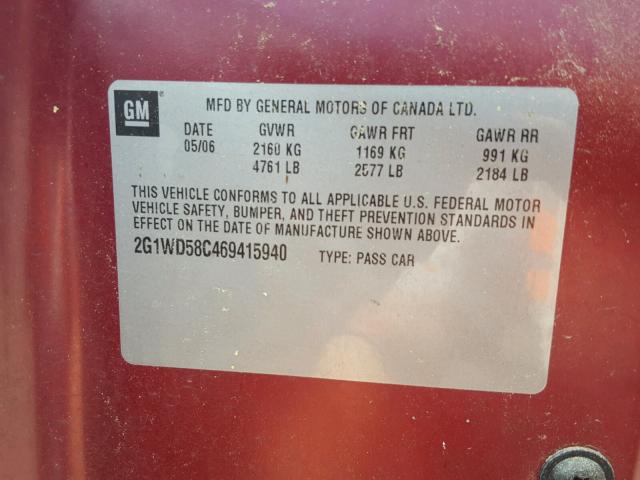 GM ®
MFD BY GENERAL MOTORS OF CANADA LTD.
DATE GVWR GAWR FRT GAWR RR
05/06 2160 KG 1169 KG 991 KG
4761 LB 2577 LB 2184 LB
THIS VEHICLE CONFORMS TO ALL APPLICABLE U.S. FEDERAL MOTOR
VEHICLE SAFETY, BUMPER, AND THEFT PREVENTION STANDARDS IN
EFFECT ON THE DATE OF MANUFACTURE SHOWN ABOVE.
2G1WD58C469415940 TYPE: PASS CAR